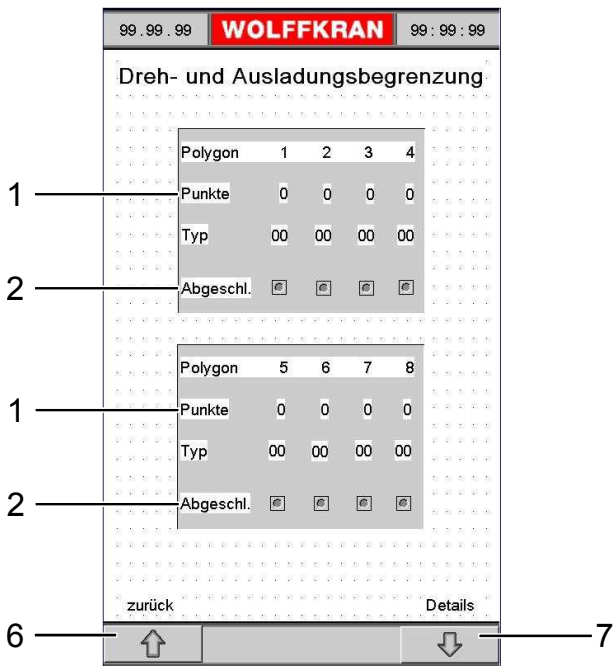 99.99.99 WOLFFKRAN 99:99:99
Dreh- und Ausladungsbegrenzung
Polygon 1 2 3 4
1 Punkte 0 0 0 0
Typ 00 00 00 00
2 Abgeschl.
Polygon 5 6 7 8
1 Punkte 0 0 0 0
Typ 00 00 00 00
2 Abgeschl.
zurück Details
6 7